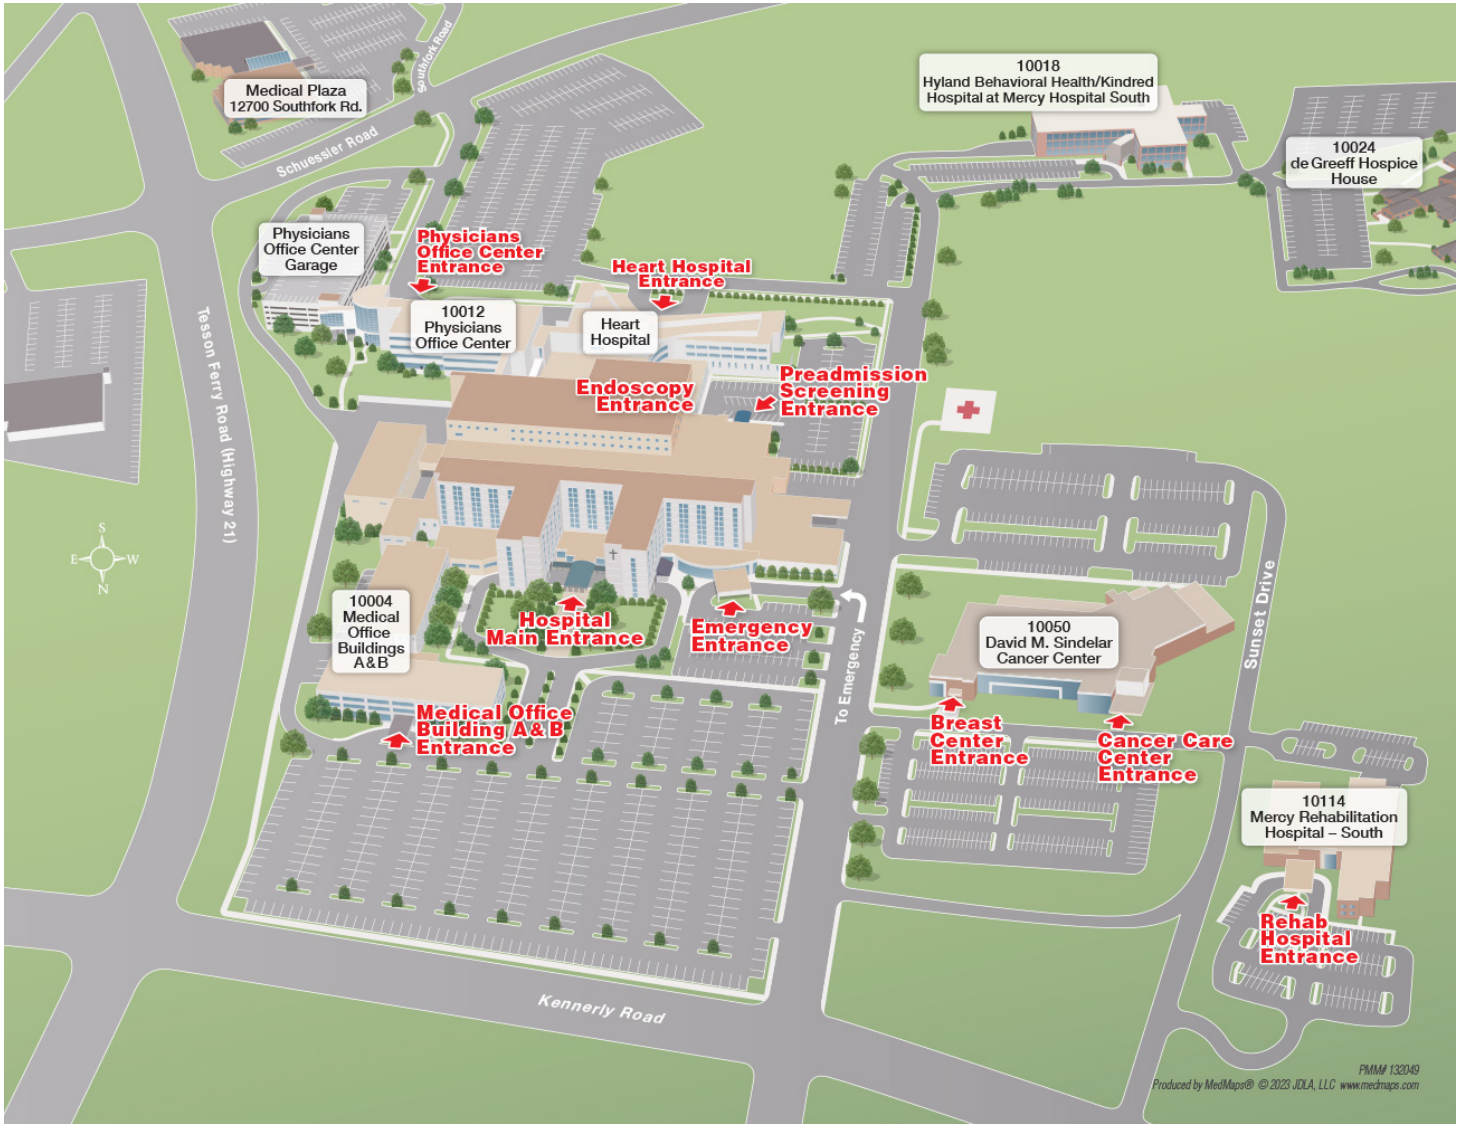 Southfork Road
Medical Plaza
12700 Southfork Rd.
Schuessler Road
10018
Hyland Behavioral Health/Kindred
Hospital at Mercy Hospital South
10024
de Greeff Hospice
House
Physicians
Office Center
Garage
Physicians
Office Center
Entrance
Heart Hospital
Entrance
10012
Physicians
Office Center
Heart
Hospital
Tesson Ferry Road (Highway 21)
Endoscopy
Entrance
Preadmission
Screening
Entrance
S
E
W
N
10004
Medical
Office
Buildings
A & B
Hospital
Main Entrance
Emergency
Entrance
To Emergency
10050
David M. Sindelar
Cancer Center
Sunset Drive
Medical Office
Building A & B
Entrance
Breast
Center
Entrance
Cancer Care
Center
Entrance
10114
Mercy Rehabilitation
Hospital – South
Rehab
Hospital
Entrance
Kennerly Road
PMM# 132049
Produced by MedMaps® © 2023 JDLA, LLC www.medmaps.com